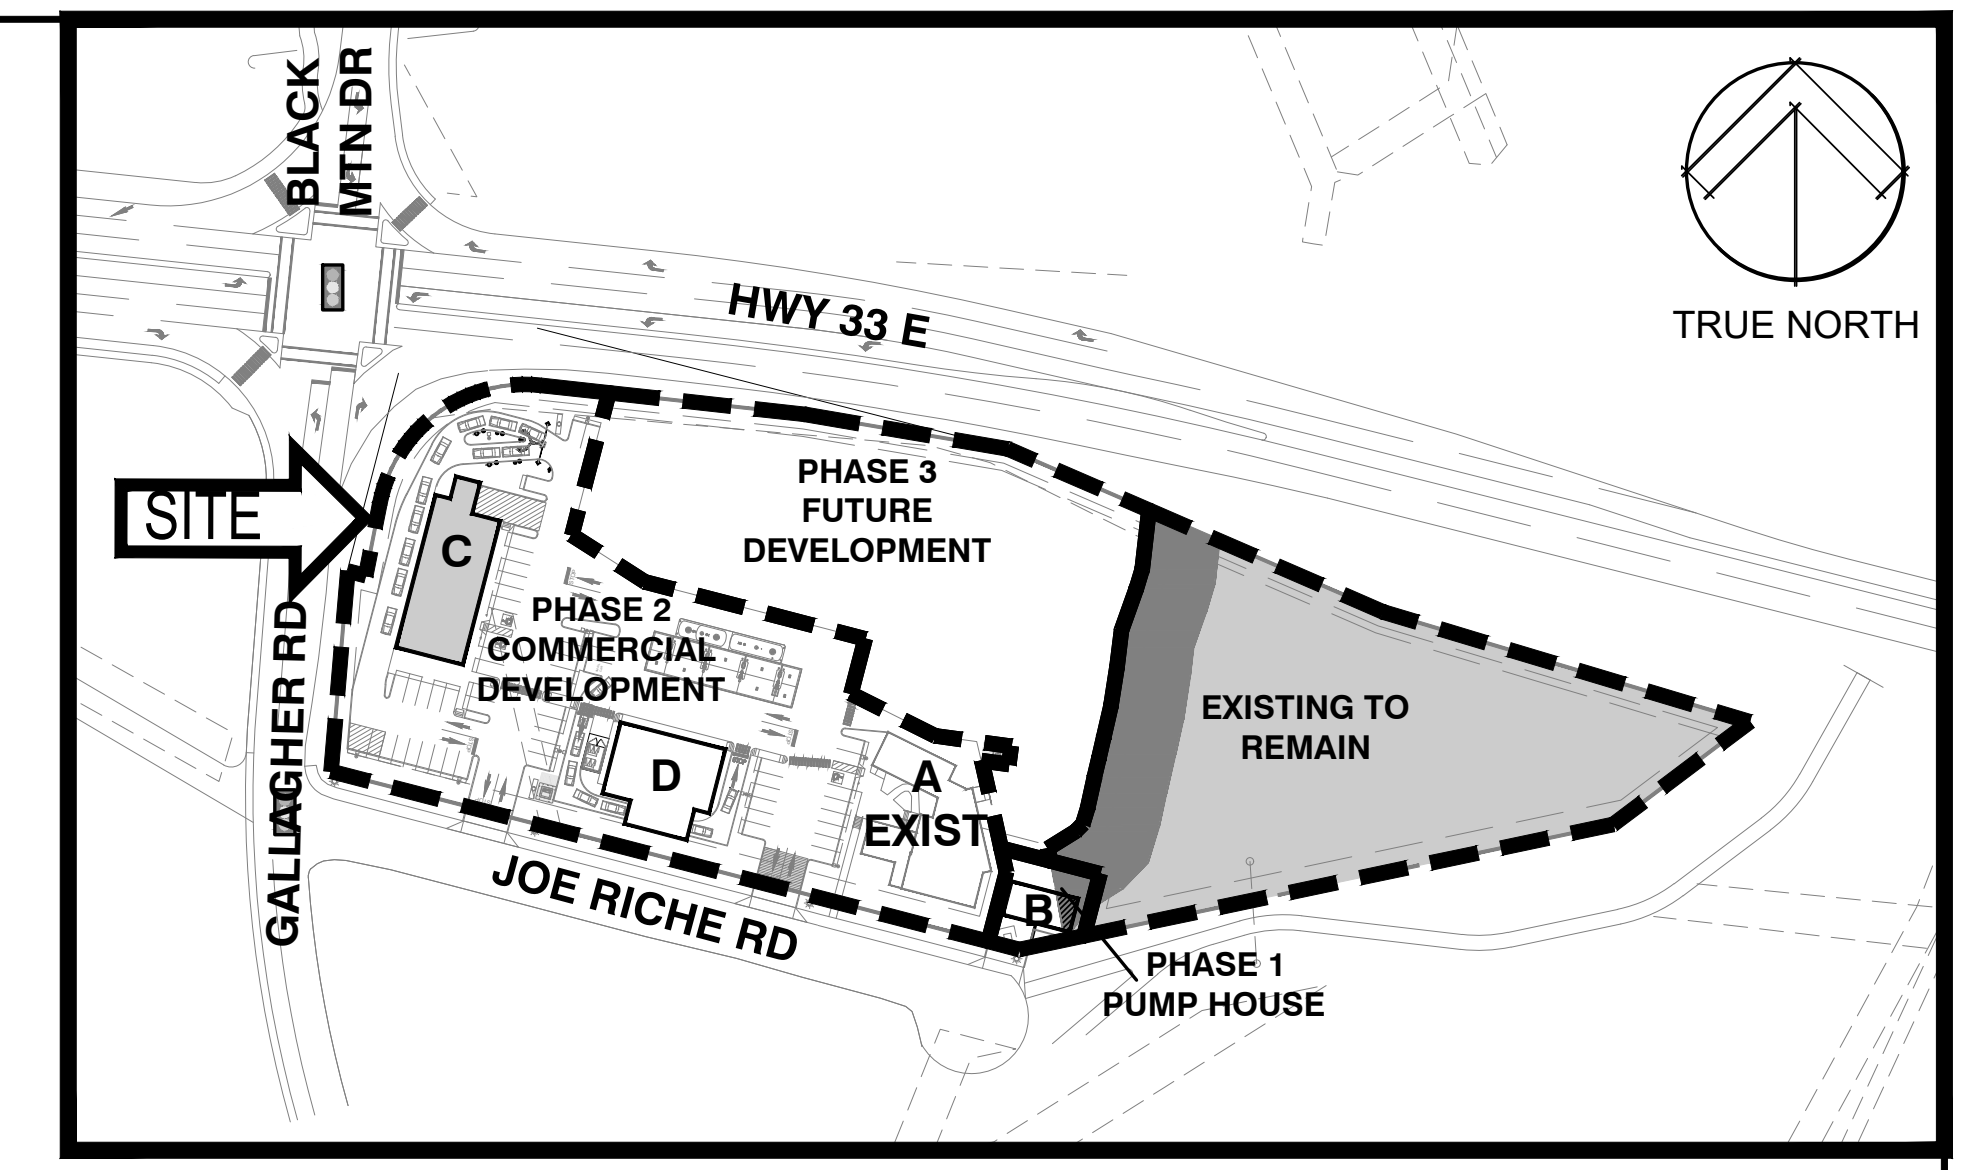 BLACK
MTN DR
TRUE NORTH
HWY 33 E
SITE
PHASE 3
FUTURE
DEVELOPMENT
C
PHASE 2
COMMERCIAL
DEVELOPMENT
GALLAGHER RD
EXISTING TO
REMAIN
D
A
EXIST
JOE RICHE RD
B
PHASE 1
PUMP HOUSE